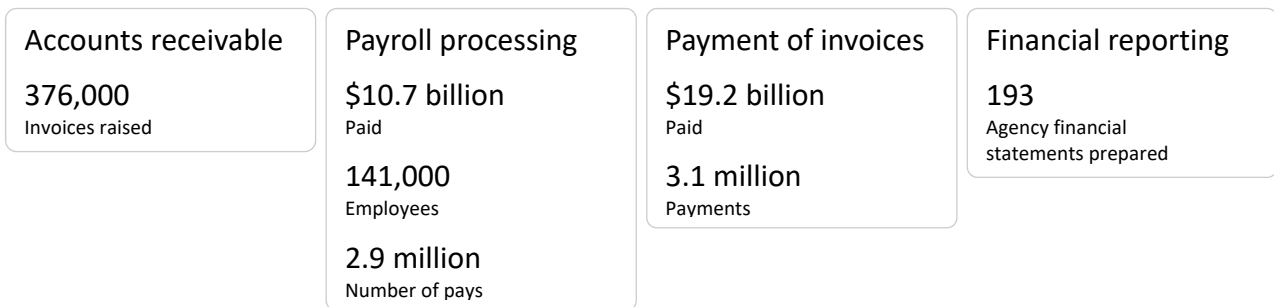 Accounts receivable
376,000
Invoices raised
Payroll processing
$10.7 billion
Paid
141,000
Employees
2.9 million
Number of pays
Payment of invoices
$19.2 billion
Paid
3.1 million
Payments
Financial reporting
193
Agency financial
statements prepared